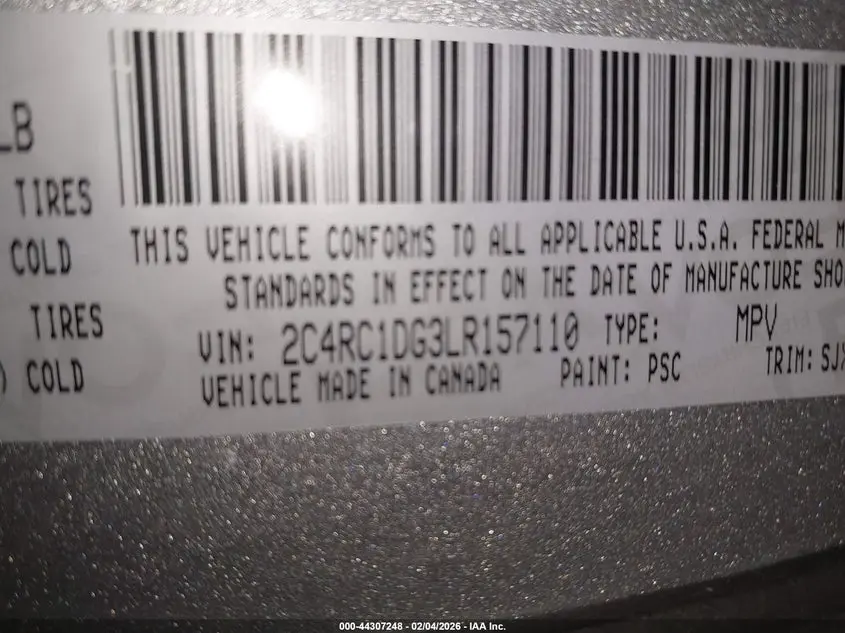 LB
TIRES
COLD
TIRES
) COLD
THIS VEHICLE CONFORMS TO ALL APPLICABLE U.S.A. FEDERAL M
STANDARDS IN EFFECT ON THE DATE OF MANUFACTURE SHO
VIN: 2C4RC1DG3LR157110 TYPE: MPV
VEHICLE MADE IN CANADA PAINT: PSC TRIM: SJX
000-44307248 - 02/04/2026 - IAA Inc.